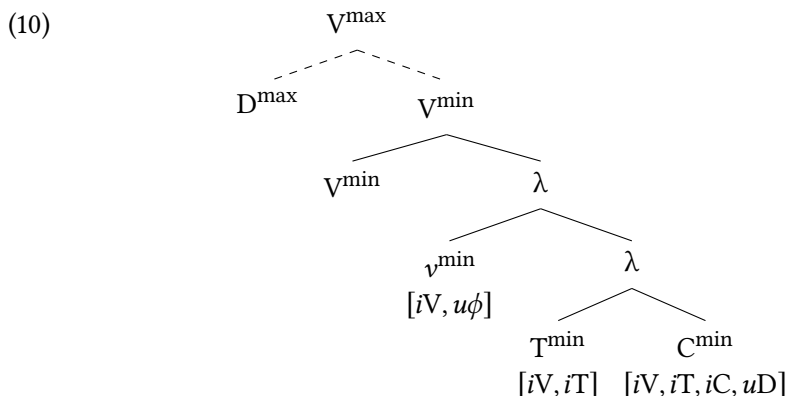 (10) V^max
D^max V^min
V^min λ
v^min λ
[iV, uϕ]
T^min C^min
[iV, iT] [iV, iT, iC, uD]